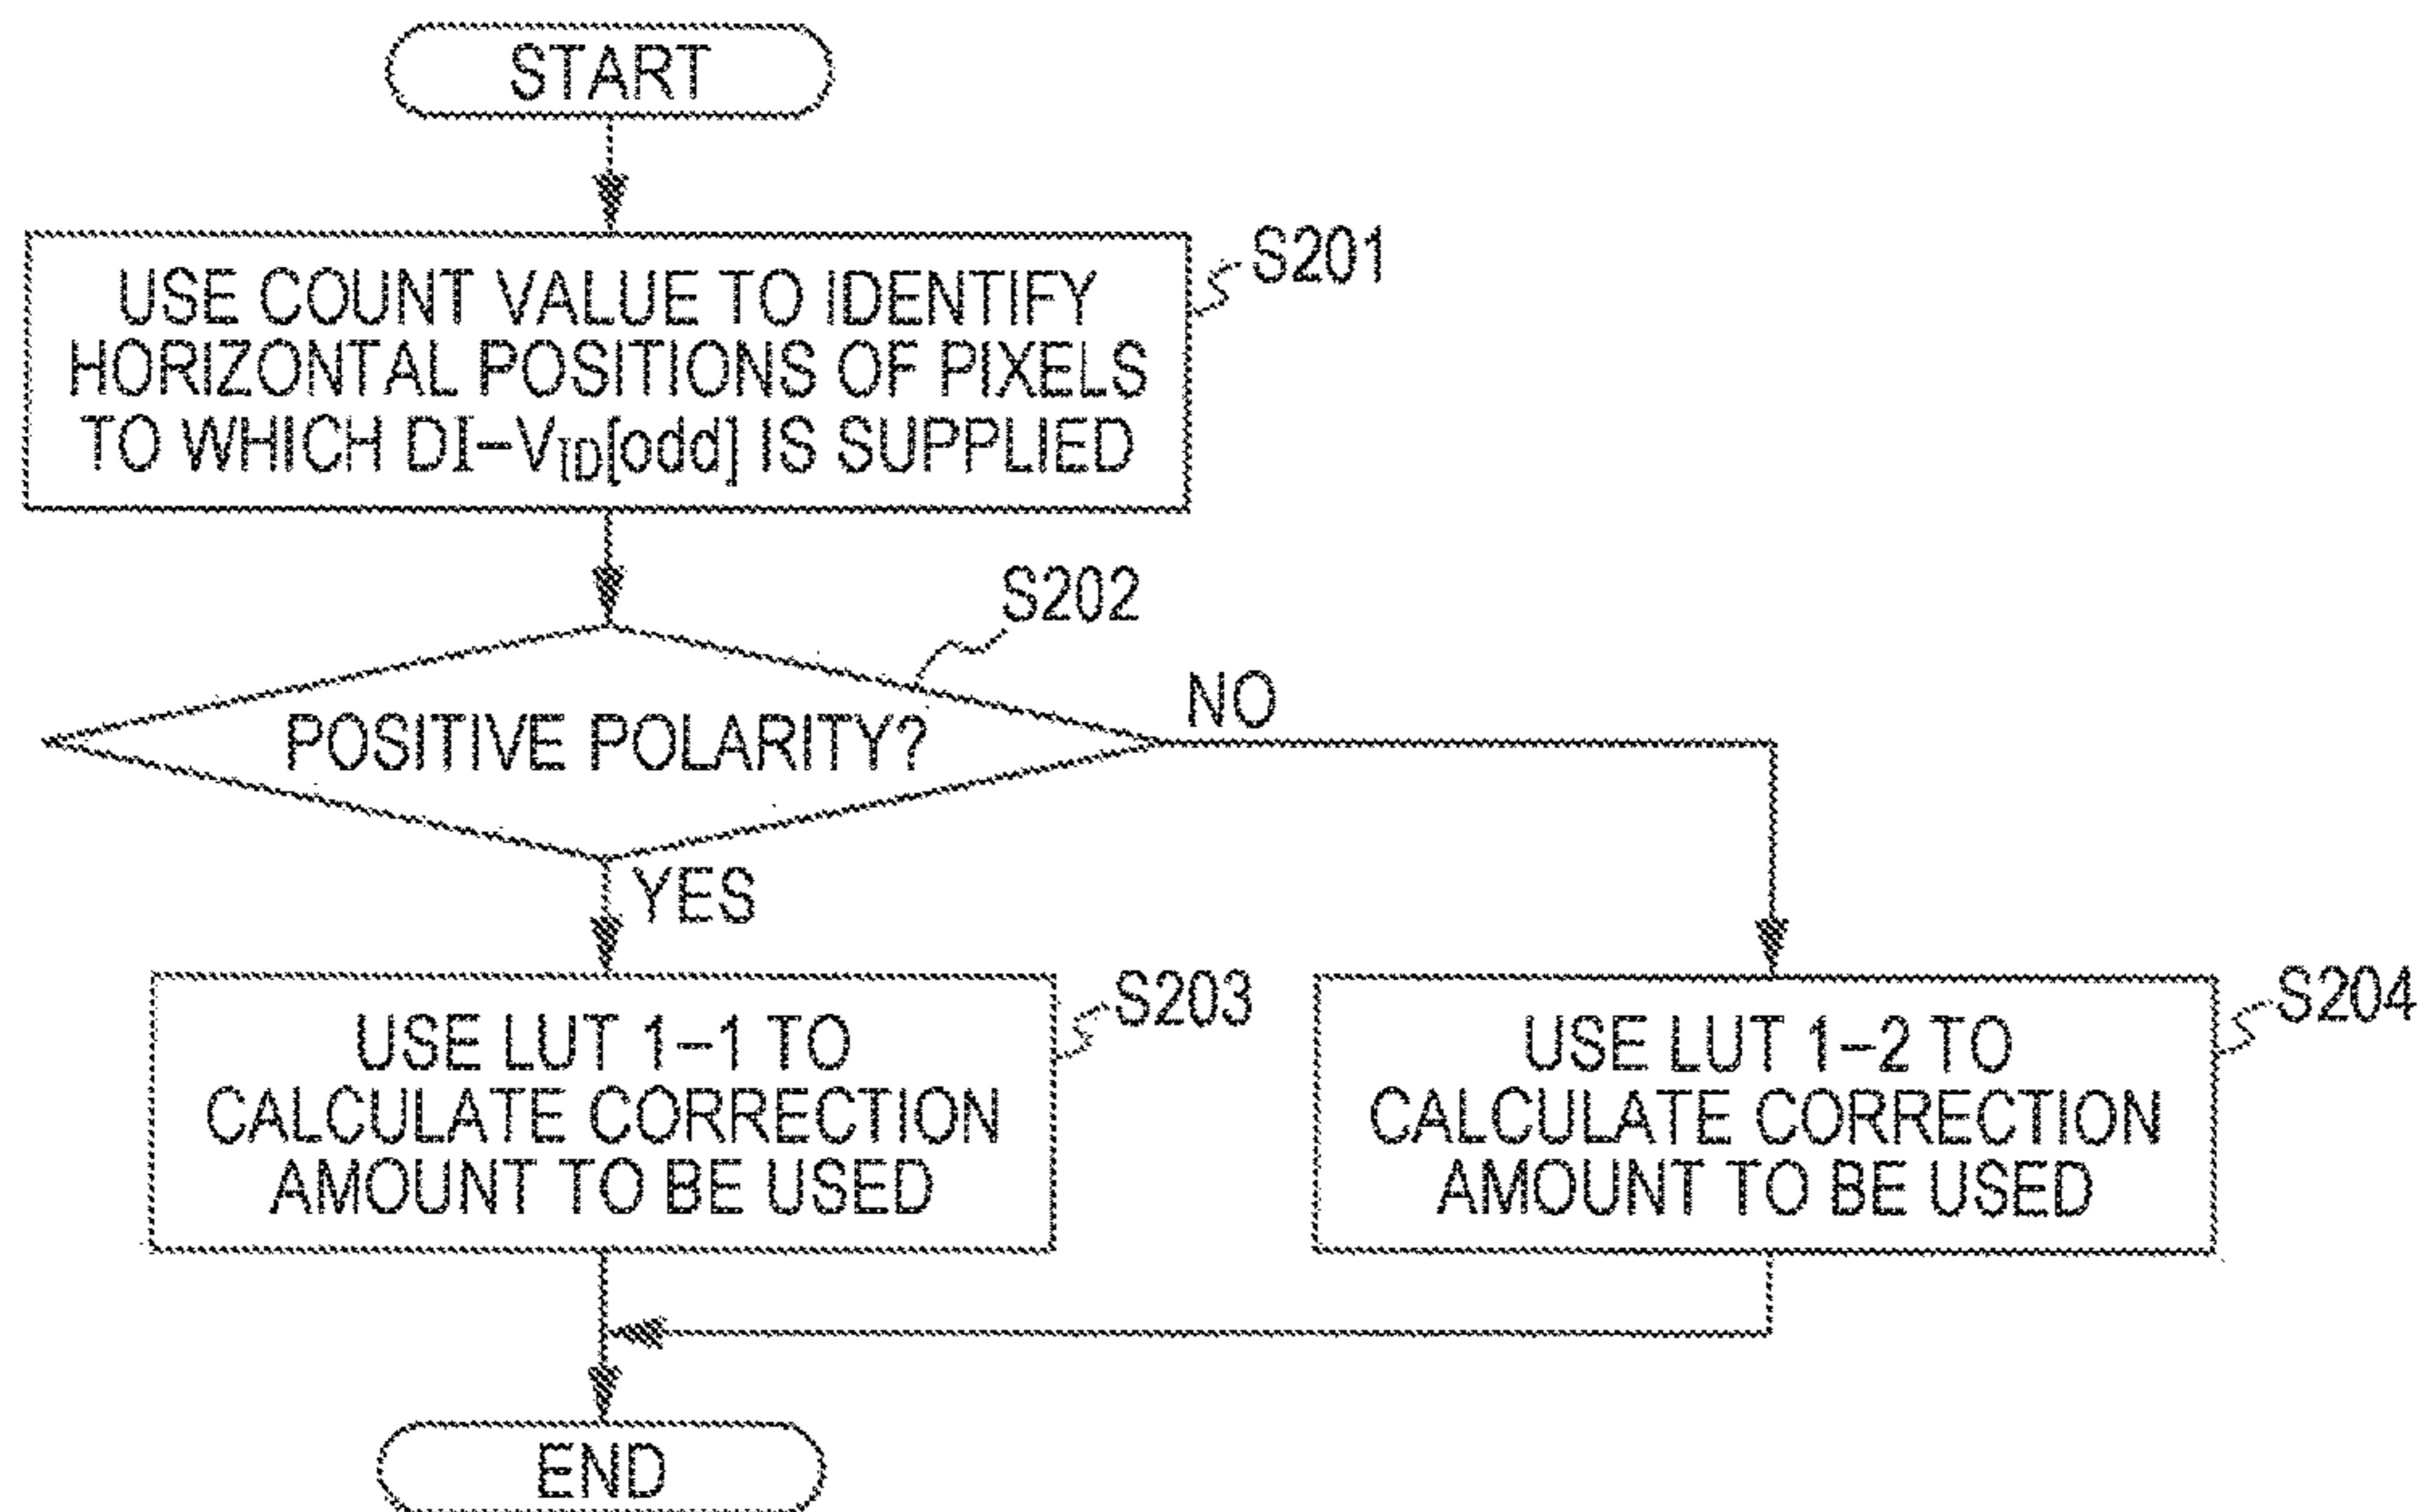 START
S201
USE COUNT VALUE TO IDENTIFY
HORIZONTAL POSITIONS OF PIXELS
TO WHICH DI-VID[odd] IS SUPPLIED
S202
POSITIVE POLARITY?
NO
YES
S203
USE LUT 1-1 TO
CALCULATE CORRECTION
AMOUNT TO BE USED
S204
USE LUT 1-2 TO
CALCULATE CORRECTION
AMOUNT TO BE USED
END